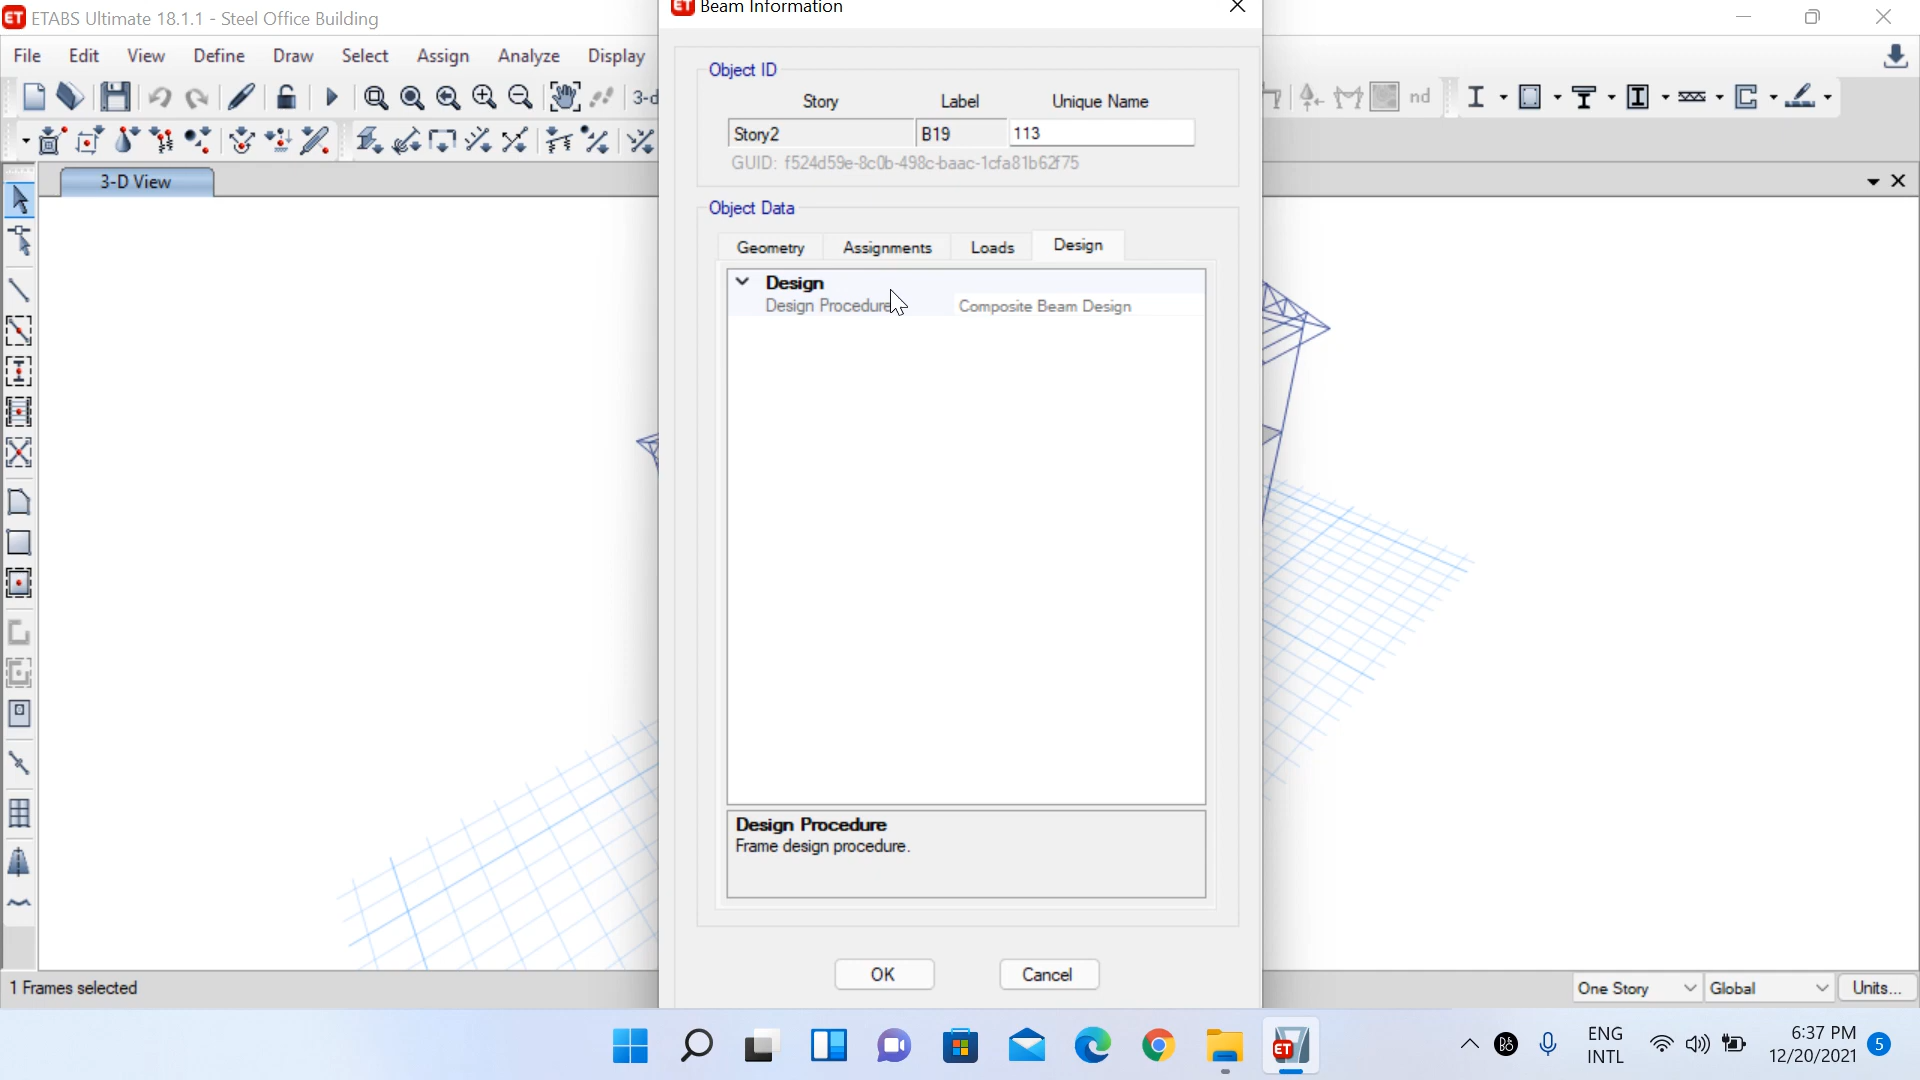 ETABS Ultimate 18.1.1 - Steel Office Building
Beam Information
File Edit View Define Draw Select Assign Analyze Display
3-d
nd
3-D View
Object ID
Story Label Unique Name
Story2 B19 113
GUID: f524d59e-8c0b-498c-baac-1cfa81b62f75
Object Data
Geometry Assignments Loads Design
Design
Design Procedure Composite Beam Design
Design Procedure
Frame design procedure.
OK Cancel
1 Frames selected
One Story Global Units...
ET
ENG
INTL
6:37 PM
12/20/2021
5